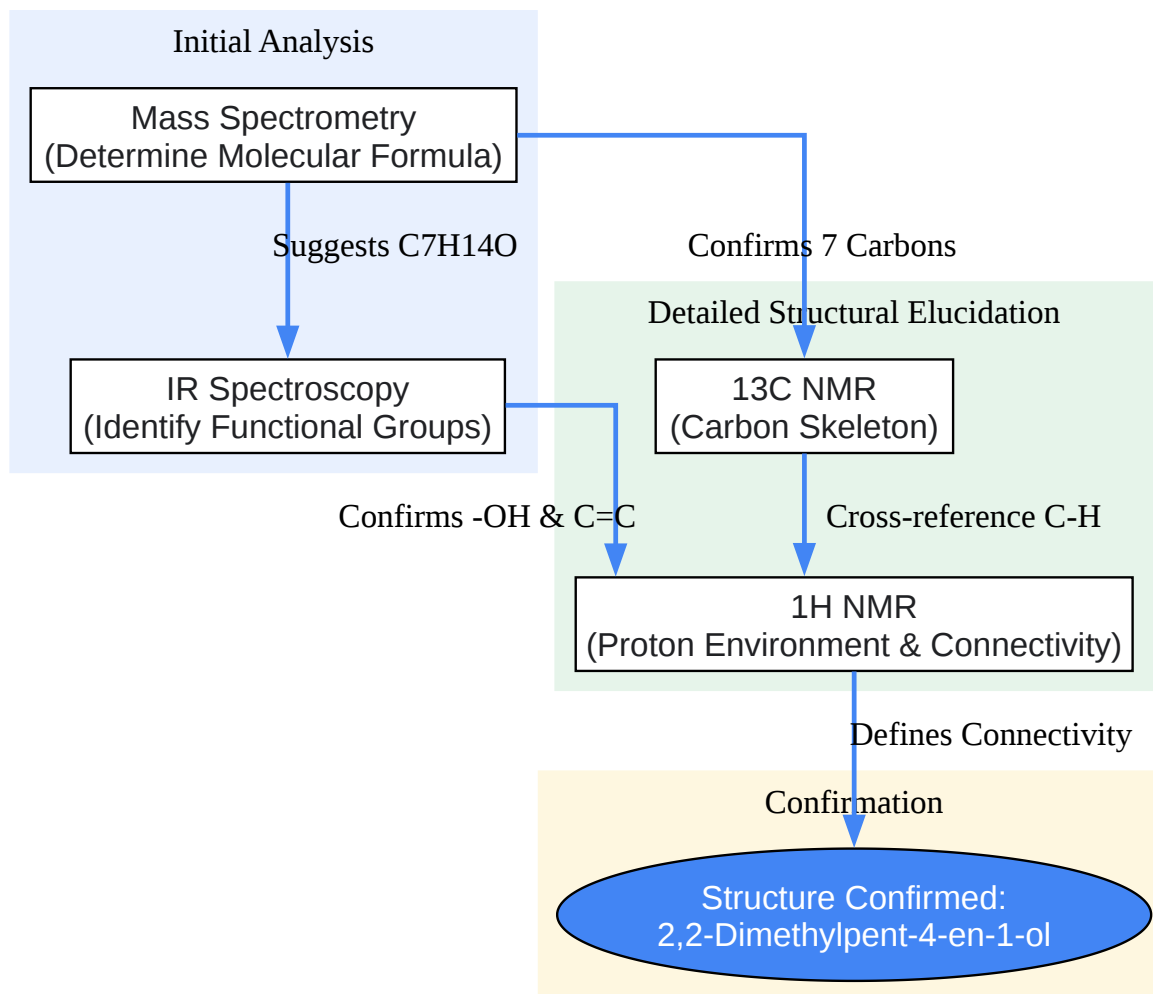 Initial Analysis
Mass Spectrometry
(Determine Molecular Formula)
Suggests C7H14O
Confirms 7 Carbons
Detailed Structural Elucidation
IR Spectroscopy
(Identify Functional Groups)
13C NMR
(Carbon Skeleton)
Confirms -OH & C=C
Cross-reference C-H
1H NMR
(Proton Environment & Connectivity)
Defines Connectivity
Confirmation
Structure Confirmed:
2,2-Dimethylpent-4-en-1-ol